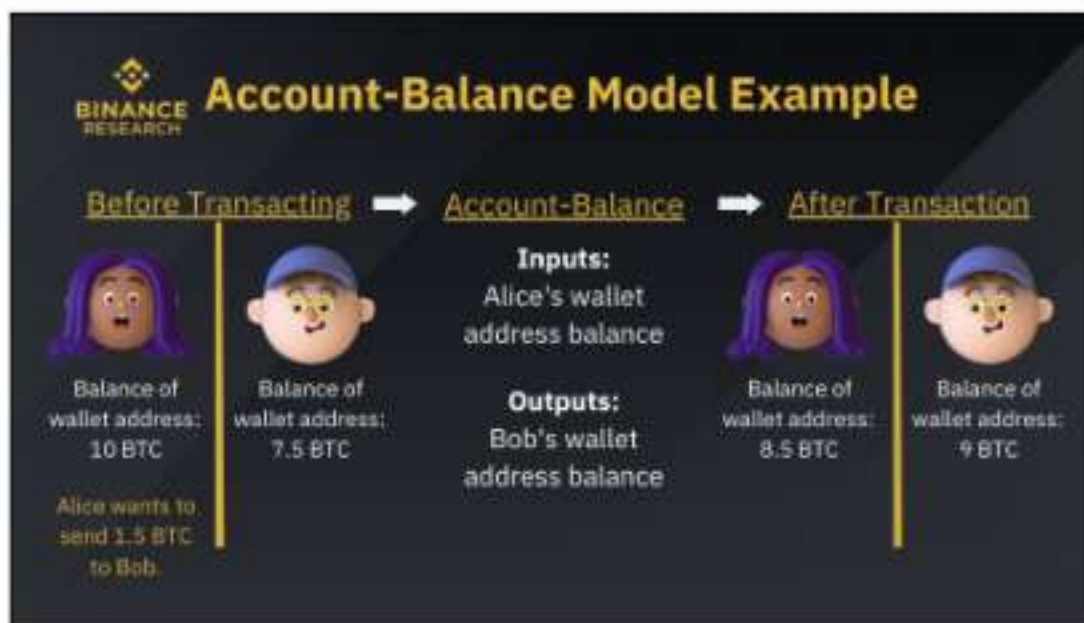 BINANCE
RESEARCH
Account-Balance Model Example
Before Transacting
Account-Balance
After Transaction
Balance of
wallet address:
10 BTC
Alice wants to
send 1.5 BTC
to Bob.
Balance of
wallet address:
7.5 BTC
Inputs:
Alice's wallet
address balance
Outputs:
Bob's wallet
address balance
Balance of
wallet address:
8.5 BTC
Balance of
wallet address:
9 BTC